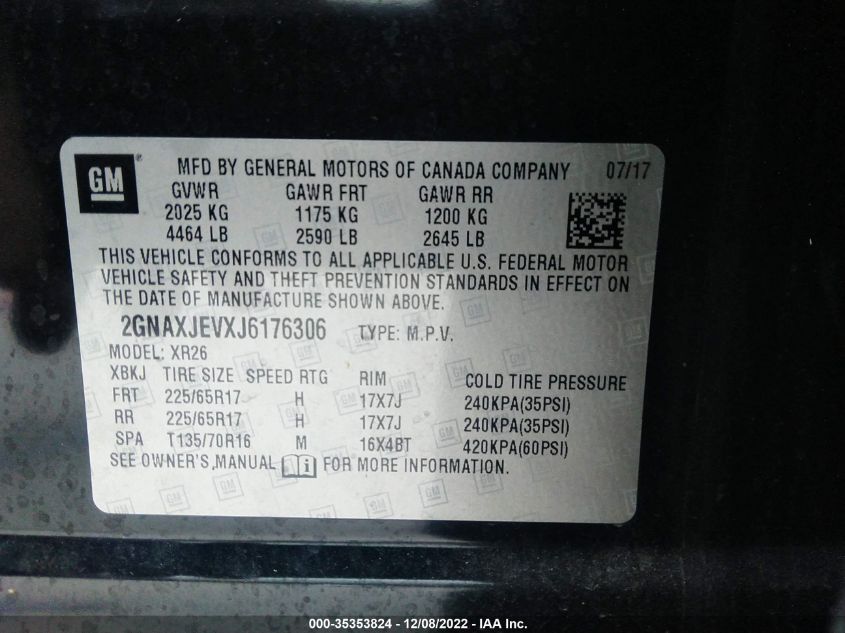 GM
MFD BY GENERAL MOTORS OF CANADA COMPANY 07/17
GVWR GAWR FRT GAWR RR
2025 KG 1175 KG 1200 KG
4464 LB 2590 LB 2645 LB
THIS VEHICLE CONFORMS TO ALL APPLICABLE U.S. FEDERAL MOTOR
VEHICLE SAFETY AND THEFT PREVENTION STANDARDS IN EFFECT ON
THE DATE OF MANUFACTURE SHOWN ABOVE.
2GNAXJEVXJ6176306 TYPE: M.P.V.
MODEL: XR26
XBKJ TIRE SIZE SPEED RTG RIM COLD TIRE PRESSURE
FRT 225/65R17 H 17X7J 240KPA(35PSI)
RR 225/65R17 H 17X7J 240KPA(35PSI)
SPA T135/70R16 M 16X4BT 420KPA(60PSI)
SEE OWNER'S MANUAL FOR MORE INFORMATION.
000-35353824 - 12/08/2022 - IAA Inc.